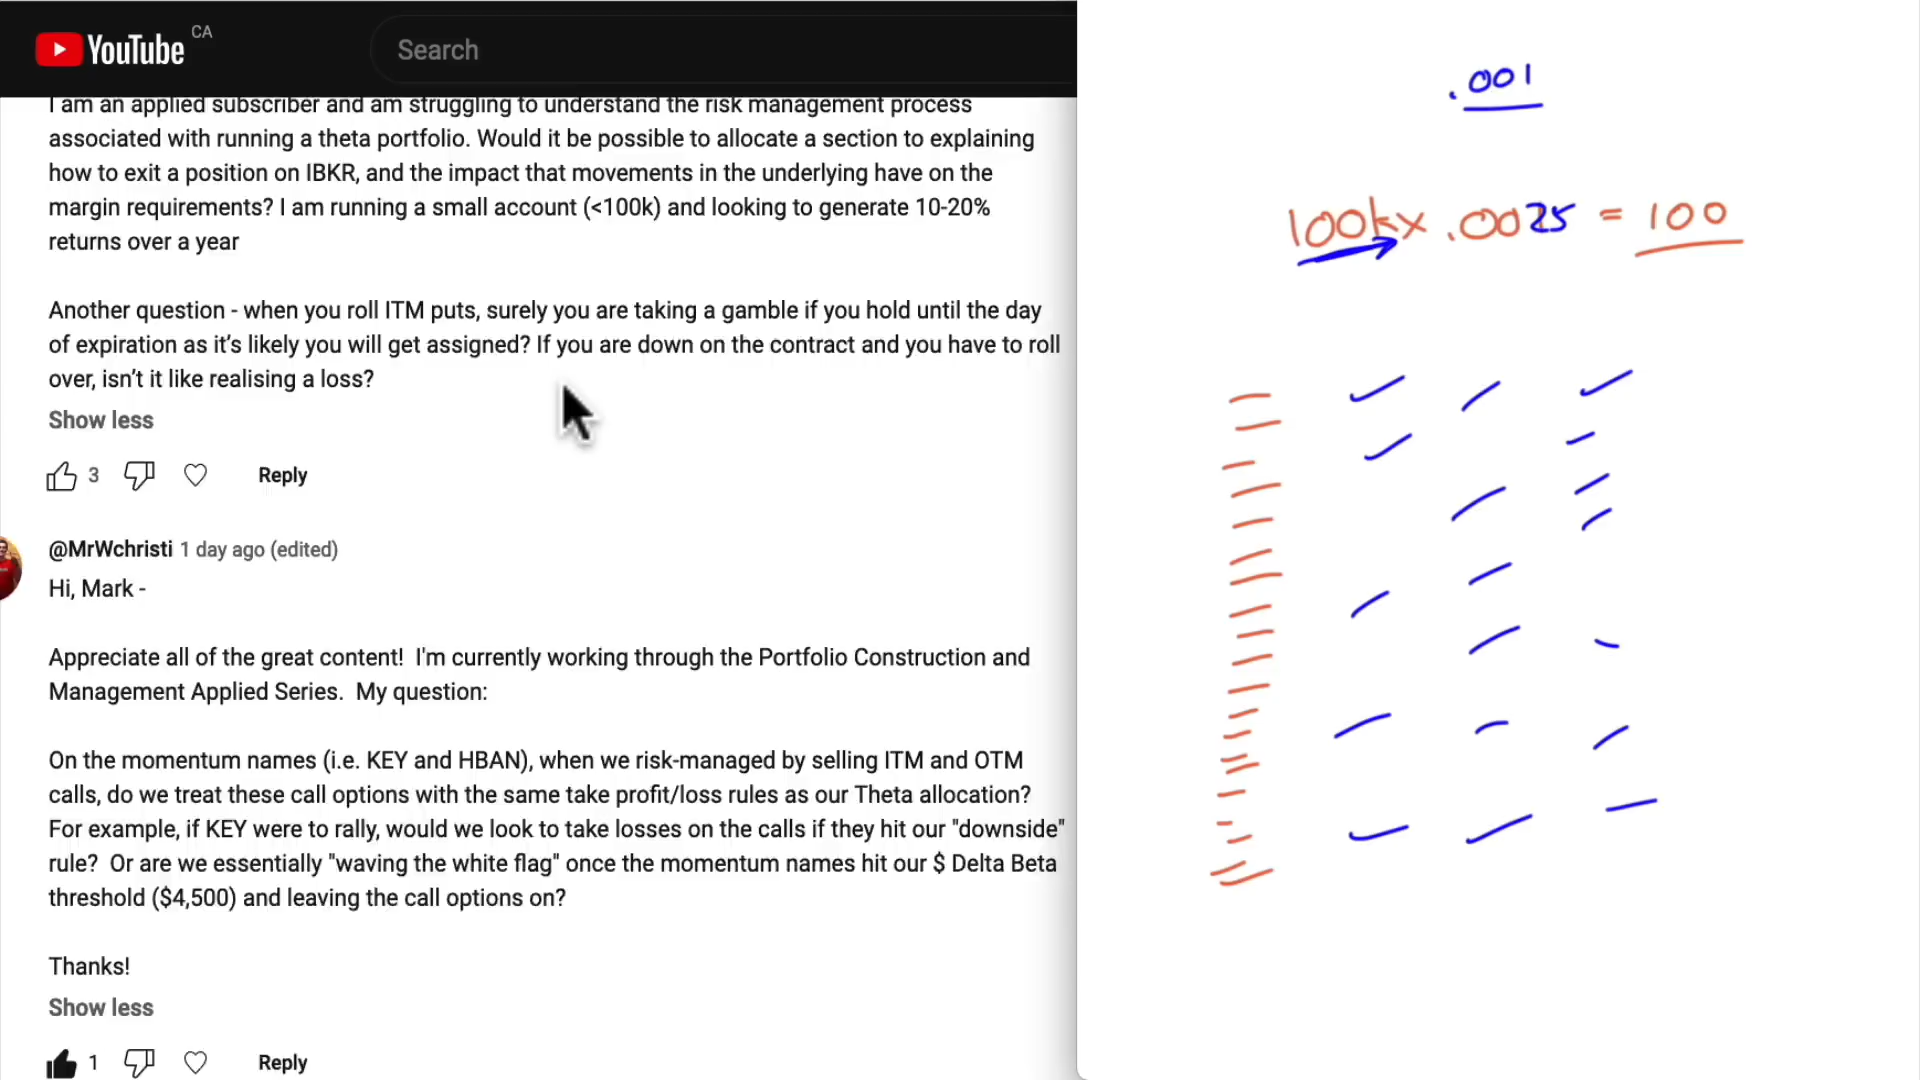 YouTube CA
Search
I am an applied subscriber and am struggling to understand the risk management process
associated with running a theta portfolio. Would it be possible to allocate a section to explaining
how to exit a position on IBKR, and the impact that movements in the underlying have on the
margin requirements? I am running a small account (<100k) and looking to generate 10-20%
returns over a year
Another question - when you roll ITM puts, surely you are taking a gamble if you hold until the day
of expiration as it’s likely you will get assigned? If you are down on the contract and you have to roll
over, isn’t it like realising a loss?
Show less
3 Reply
@MrWchristi 1 day ago (edited)
Hi, Mark -
Appreciate all of the great content! I'm currently working through the Portfolio Construction and
Management Applied Series. My question:
On the momentum names (i.e. KEY and HBAN), when we risk-managed by selling ITM and OTM
calls, do we treat these call options with the same take profit/loss rules as our Theta allocation?
For example, if KEY were to rally, would we look to take losses on the calls if they hit our "downside"
rule? Or are we essentially "waving the white flag" once the momentum names hit our $ Delta Beta
threshold ($4,500) and leaving the call options on?
Thanks!
Show less
1 Reply
.001
100k x .0025 = 100